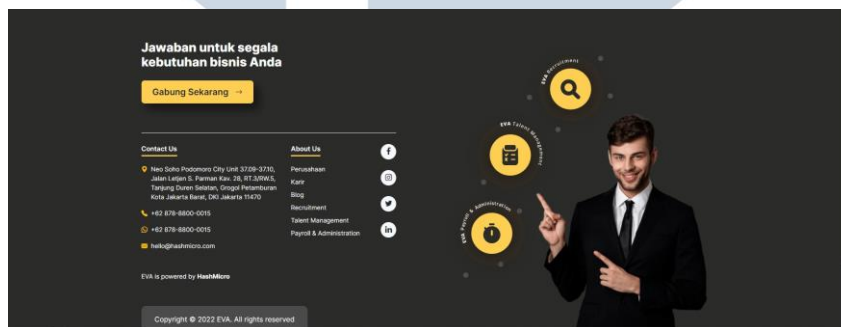 Jawaban untuk segala
kebutuhan bisnis Anda
Gabung Sekarang →
Contact Us
Neo Soho Podomoro City Unit 37.09-37.10,
Jalan Letjen S. Parman Kav. 28, RT.3/RW.5,
Tanjung Duren Selatan, Grogol Petamburan
Kota Jakarta Barat, DKI Jakarta 11470
+62 878-8800-0015
+62 878-8800-0015
hello@hashmicro.com
EVA is powered by HashMicro
About Us
Perusahaan
Karir
Blog
Recruitment
Talent Management
Payroll & Administration
f
in
EVA Recruitment
EVA Talent Management
EVA Payroll & Administration
Copyright © 2022 EVA. All rights reserved